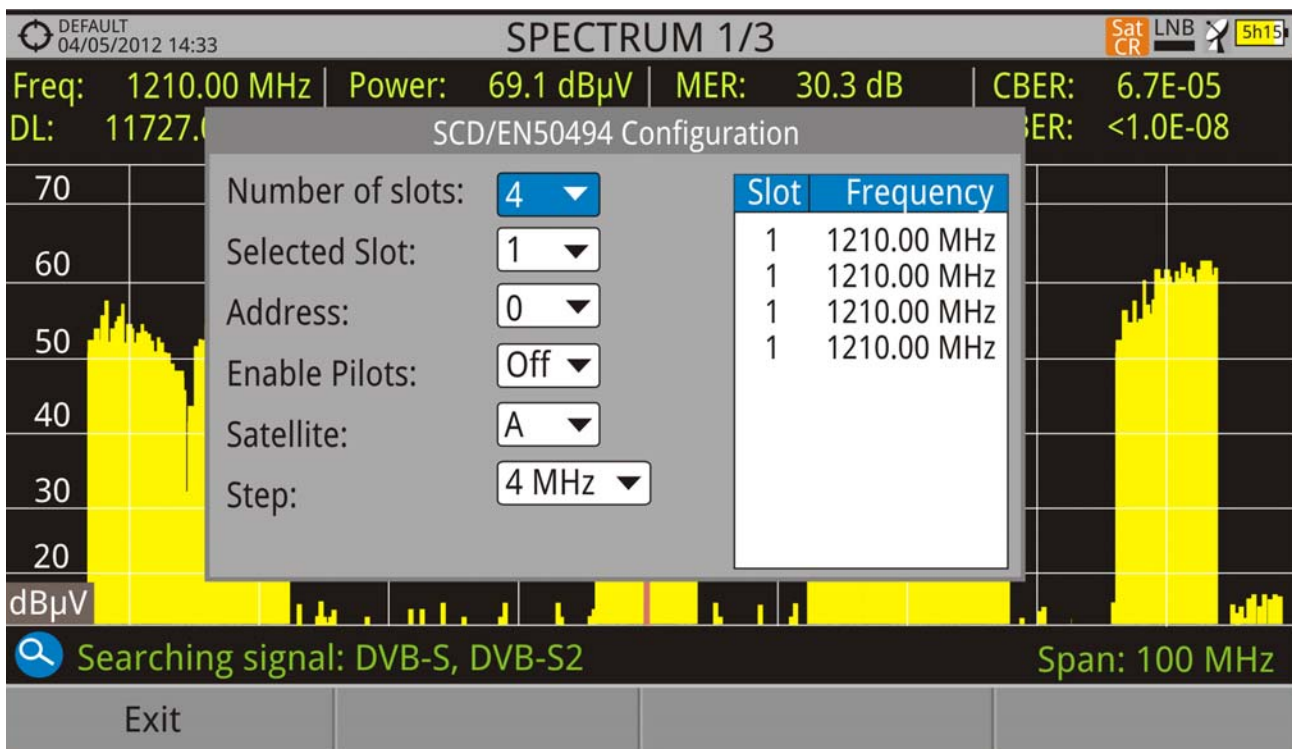 DEFAULT
04/05/2012 14:33
SPECTRUM 1/3
Sat CR
LNB
5h15
Freq: 1210.00 MHz | Power: 69.1 dBµV | MER: 30.3 dB | CBER: 6.7E-05
DL: 11727.
BER: <1.0E-08
SCD/EN50494 Configuration
Number of slots: 4
Selected Slot: 1
Address: 0
Enable Pilots: Off
Satellite: A
Step: 4 MHz
Slot Frequency
1 1210.00 MHz
1 1210.00 MHz
1 1210.00 MHz
1 1210.00 MHz
70
60
50
40
30
20
dBµV
Searching signal: DVB-S, DVB-S2
Span: 100 MHz
Exit